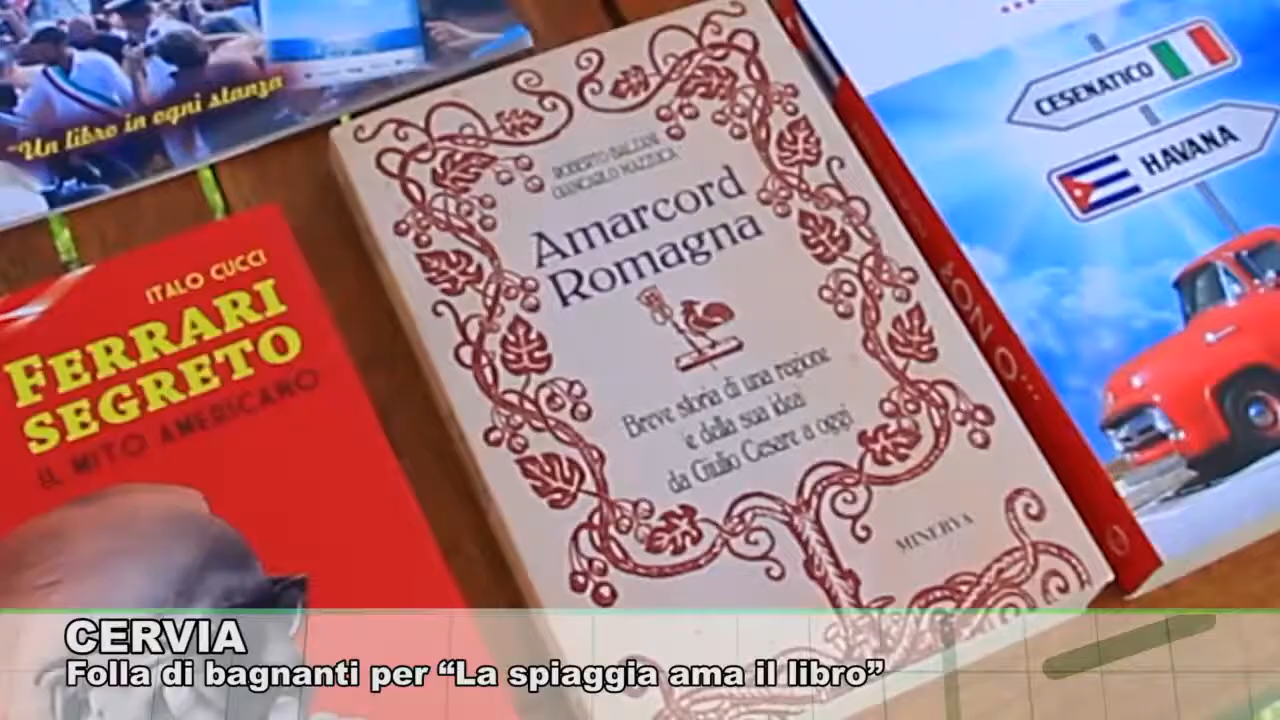 "Un libro in ogni stanza
ITALO CUCCI
FERRARI
SEGRETO
IL MITO AMERICANO
ROBERTO BALZANI
GIANCARLO MAZZUCA
Amarcord
Romagna
Breve storia di una regione
e della sua idea
da Giulio Cesare a oggi
MINERVA
CESENATICO
HAVANA
CERVIA
Folla di bagnanti per “La spiaggia ama il libro”